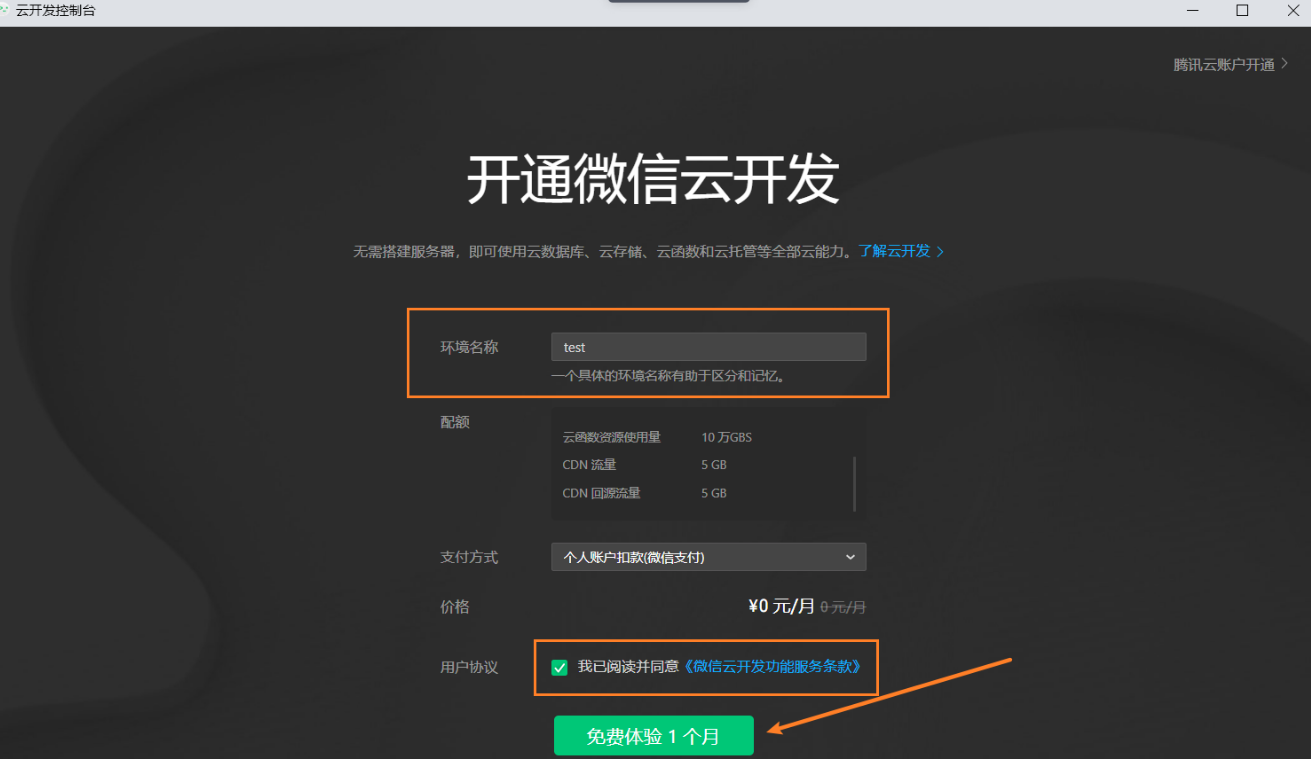 云开发控制台
腾讯云账户开通
开通微信云开发
无需搭建服务器，即可使用云数据库、云存储、云函数和云托管等全部云能力。了解云开发
环境名称 test
一个具体的环境名称有助于区分和记忆。
配额
云函数资源使用量 10 万GBS
CDN 流量 5 GB
CDN 回源流量 5 GB
支付方式 个人账户扣款(微信支付)
价格 ¥0 元/月 0 元/月
用户协议 我已阅读并同意《微信云开发功能服务条款》
免费体验 1 个月